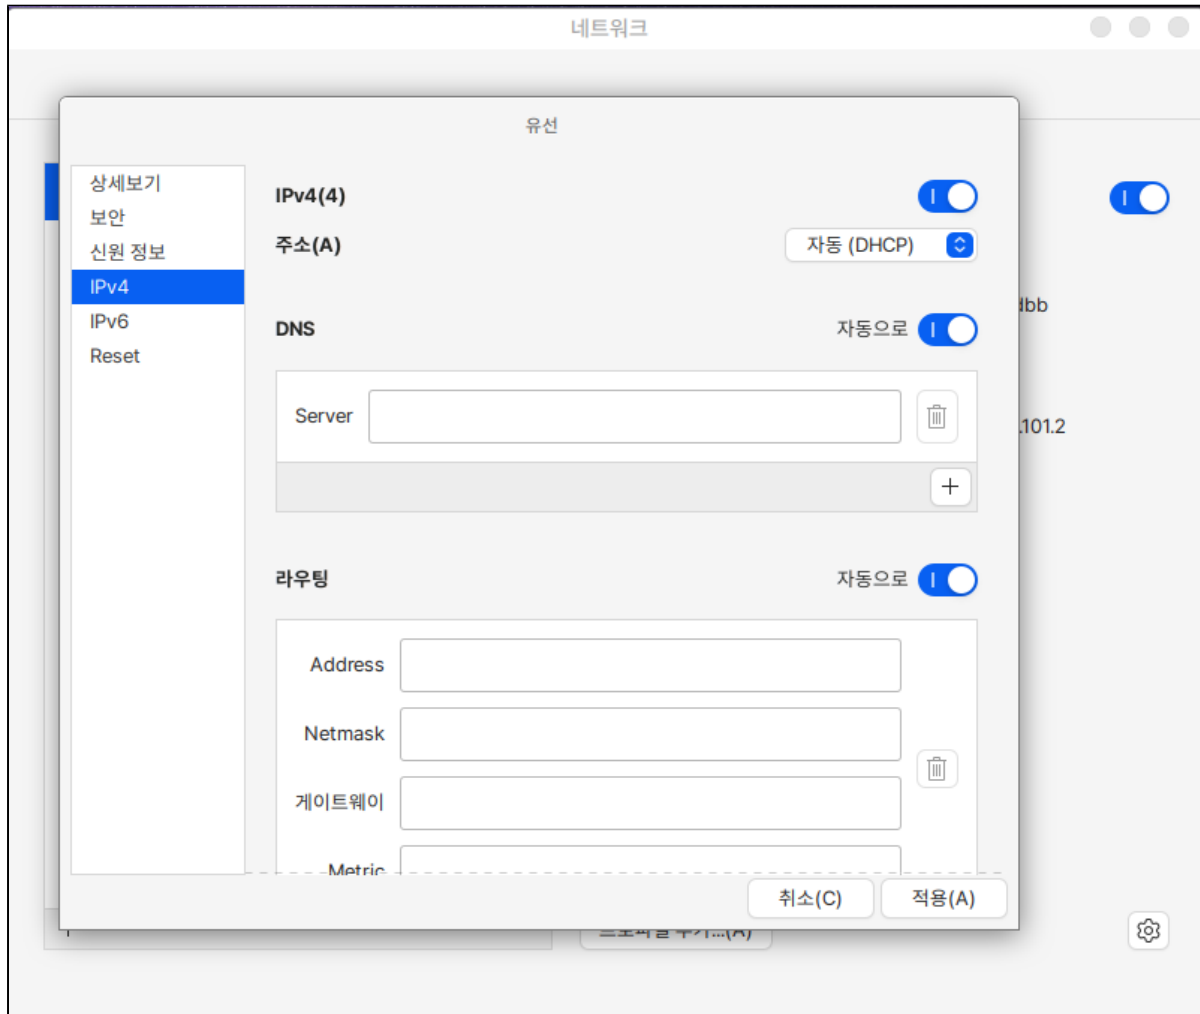 네트워크
유선
상세보기
보안
신원 정보
IPv4
IPv6
Reset
IPv4(4)
주소(A)
자동 (DHCP)
DNS
자동으로
Server
라우팅
자동으로
Address
Netmask
게이트웨이
Metric
취소(C)
적용(A)
dbb
.101.2